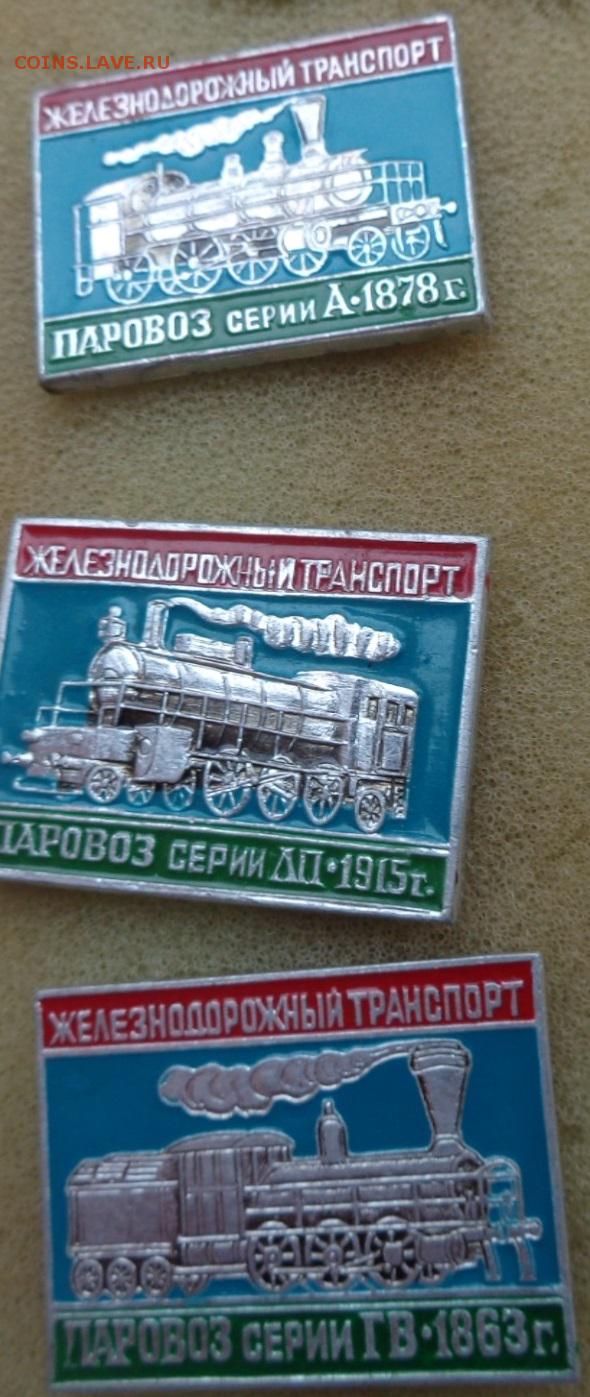 COINS.LAVE.RU
ЖЕЛЕЗНОДОРОЖНЫЙ ТРАНСПОРТ
ПАРОВОЗ СЕРИИ А•1878 г.
ЖЕЛЕЗНОДОРОЖНЫЙ ТРАНСПОРТ
ПАРОВОЗ СЕРИИ ЛП•1915 г.
ЖЕЛЕЗНОДОРОЖНЫЙ ТРАНСПОРТ
ПАРОВОЗ СЕРИИ ГВ•1863 г.